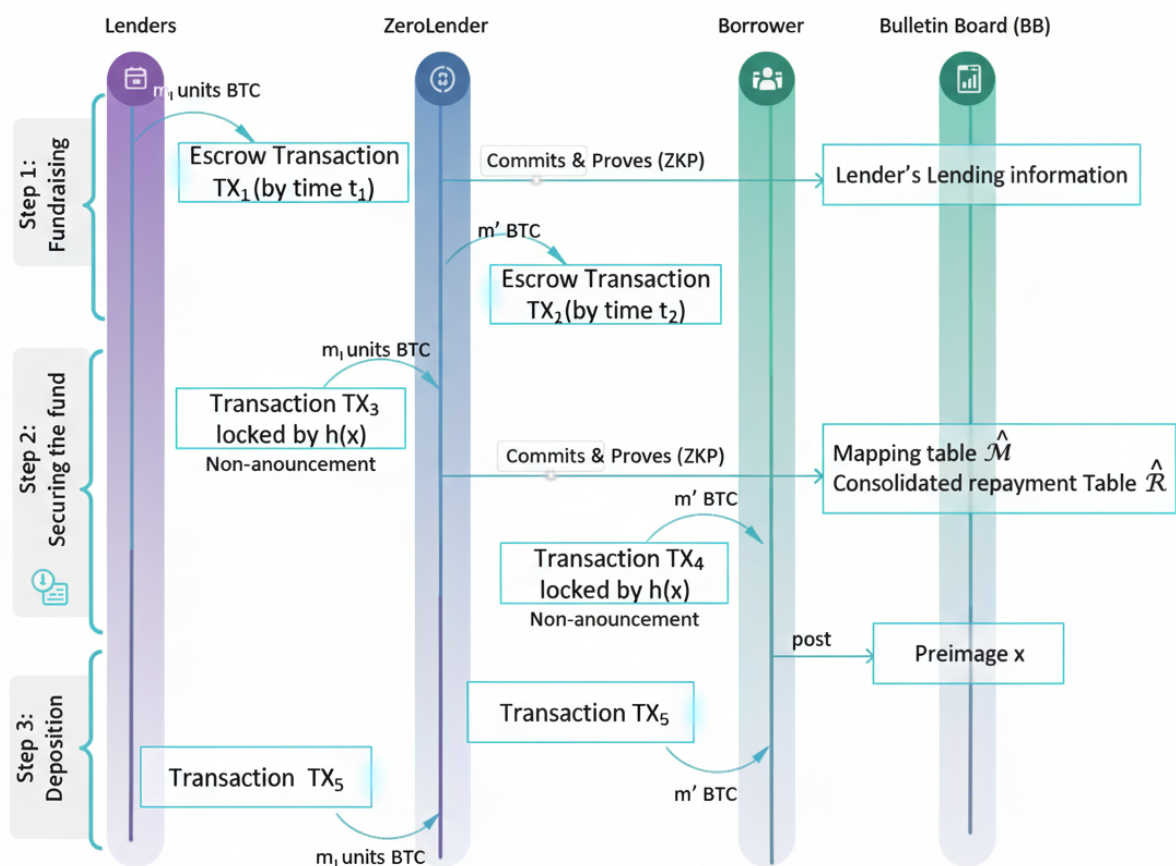 Lenders
ZeroLender
Borrower
Bulletin Board (BB)
Step 1:
Fundraising
mₗ units BTC
Escrow Transaction
TX₁(by time t₁)
Commits & Proves (ZKP)
Lender's Lending information
m' BTC
Escrow Transaction
TX₂(by time t₂)
Step 2:
Securing the fund
mₗ units BTC
Transaction TX₃
locked by h(x)
Non-anouncement
Commits & Proves (ZKP)
Mapping table M̂
Consolidated repayment Table R̂
m' BTC
Transaction TX₄
locked by h(x)
Non-anouncement
post
Preimage x
Step 3:
Deposition
Transaction TX₅
m' BTC
Transaction TX₅
mₗ units BTC